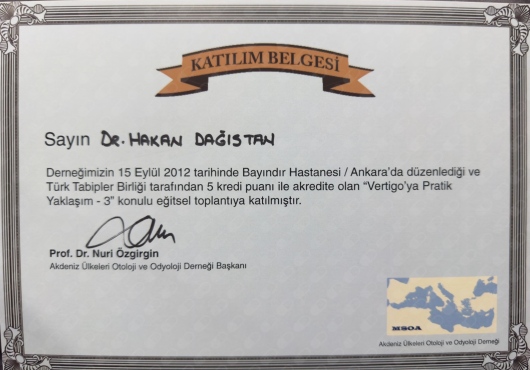 KATILIM BELGESİ
Sayın DR. HAKAN DAĞISTAN
Derneğimizin 15 Eylül 2012 tarihinde Bayındır Hastanesi / Ankara'da düzenlediği ve
Türk Tabipler Birliği tarafından 5 kredi puanı ile akredite olan "Vertigo'ya Pratik
Yaklaşım - 3" konulu eğitsel toplantıya katılmıştır.
Prof. Dr. Nuri Özgirgin
Akdeniz Ülkeleri Otoloji ve Odyoloji Derneği Başkanı
MSOA
Akdeniz Ülkeleri Otoloji ve Odyoloji Derneği